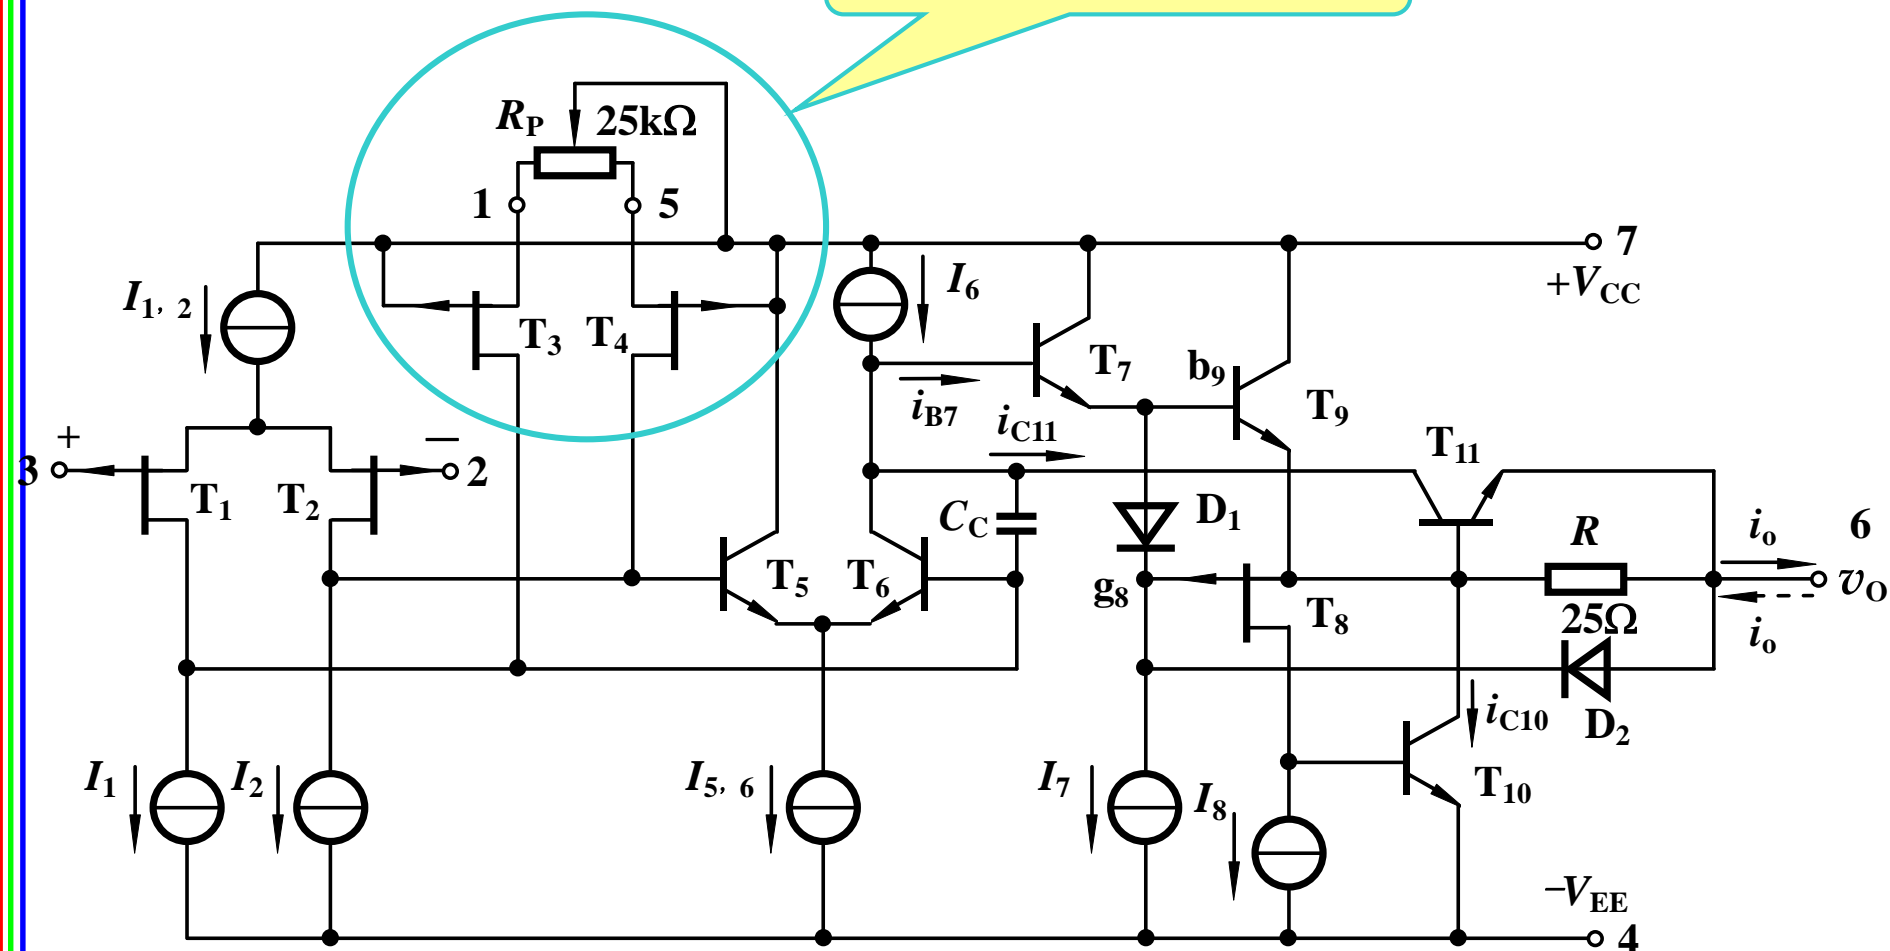 R_P 25kΩ
1 5
7
+V_CC
I_1, 2
I_6
T_3 T_4
T_7
b_9
T_9
i_B7
i_C11
T_11
+ −
3 2
T_1 T_2
C_C
D_1
R
i_o 6
T_5 T_6
g_8
T_8
v_O
25Ω
i_o
i_C10
D_2
I_1 I_2 I_5, 6 I_7 I_8
T_10
−V_EE
4